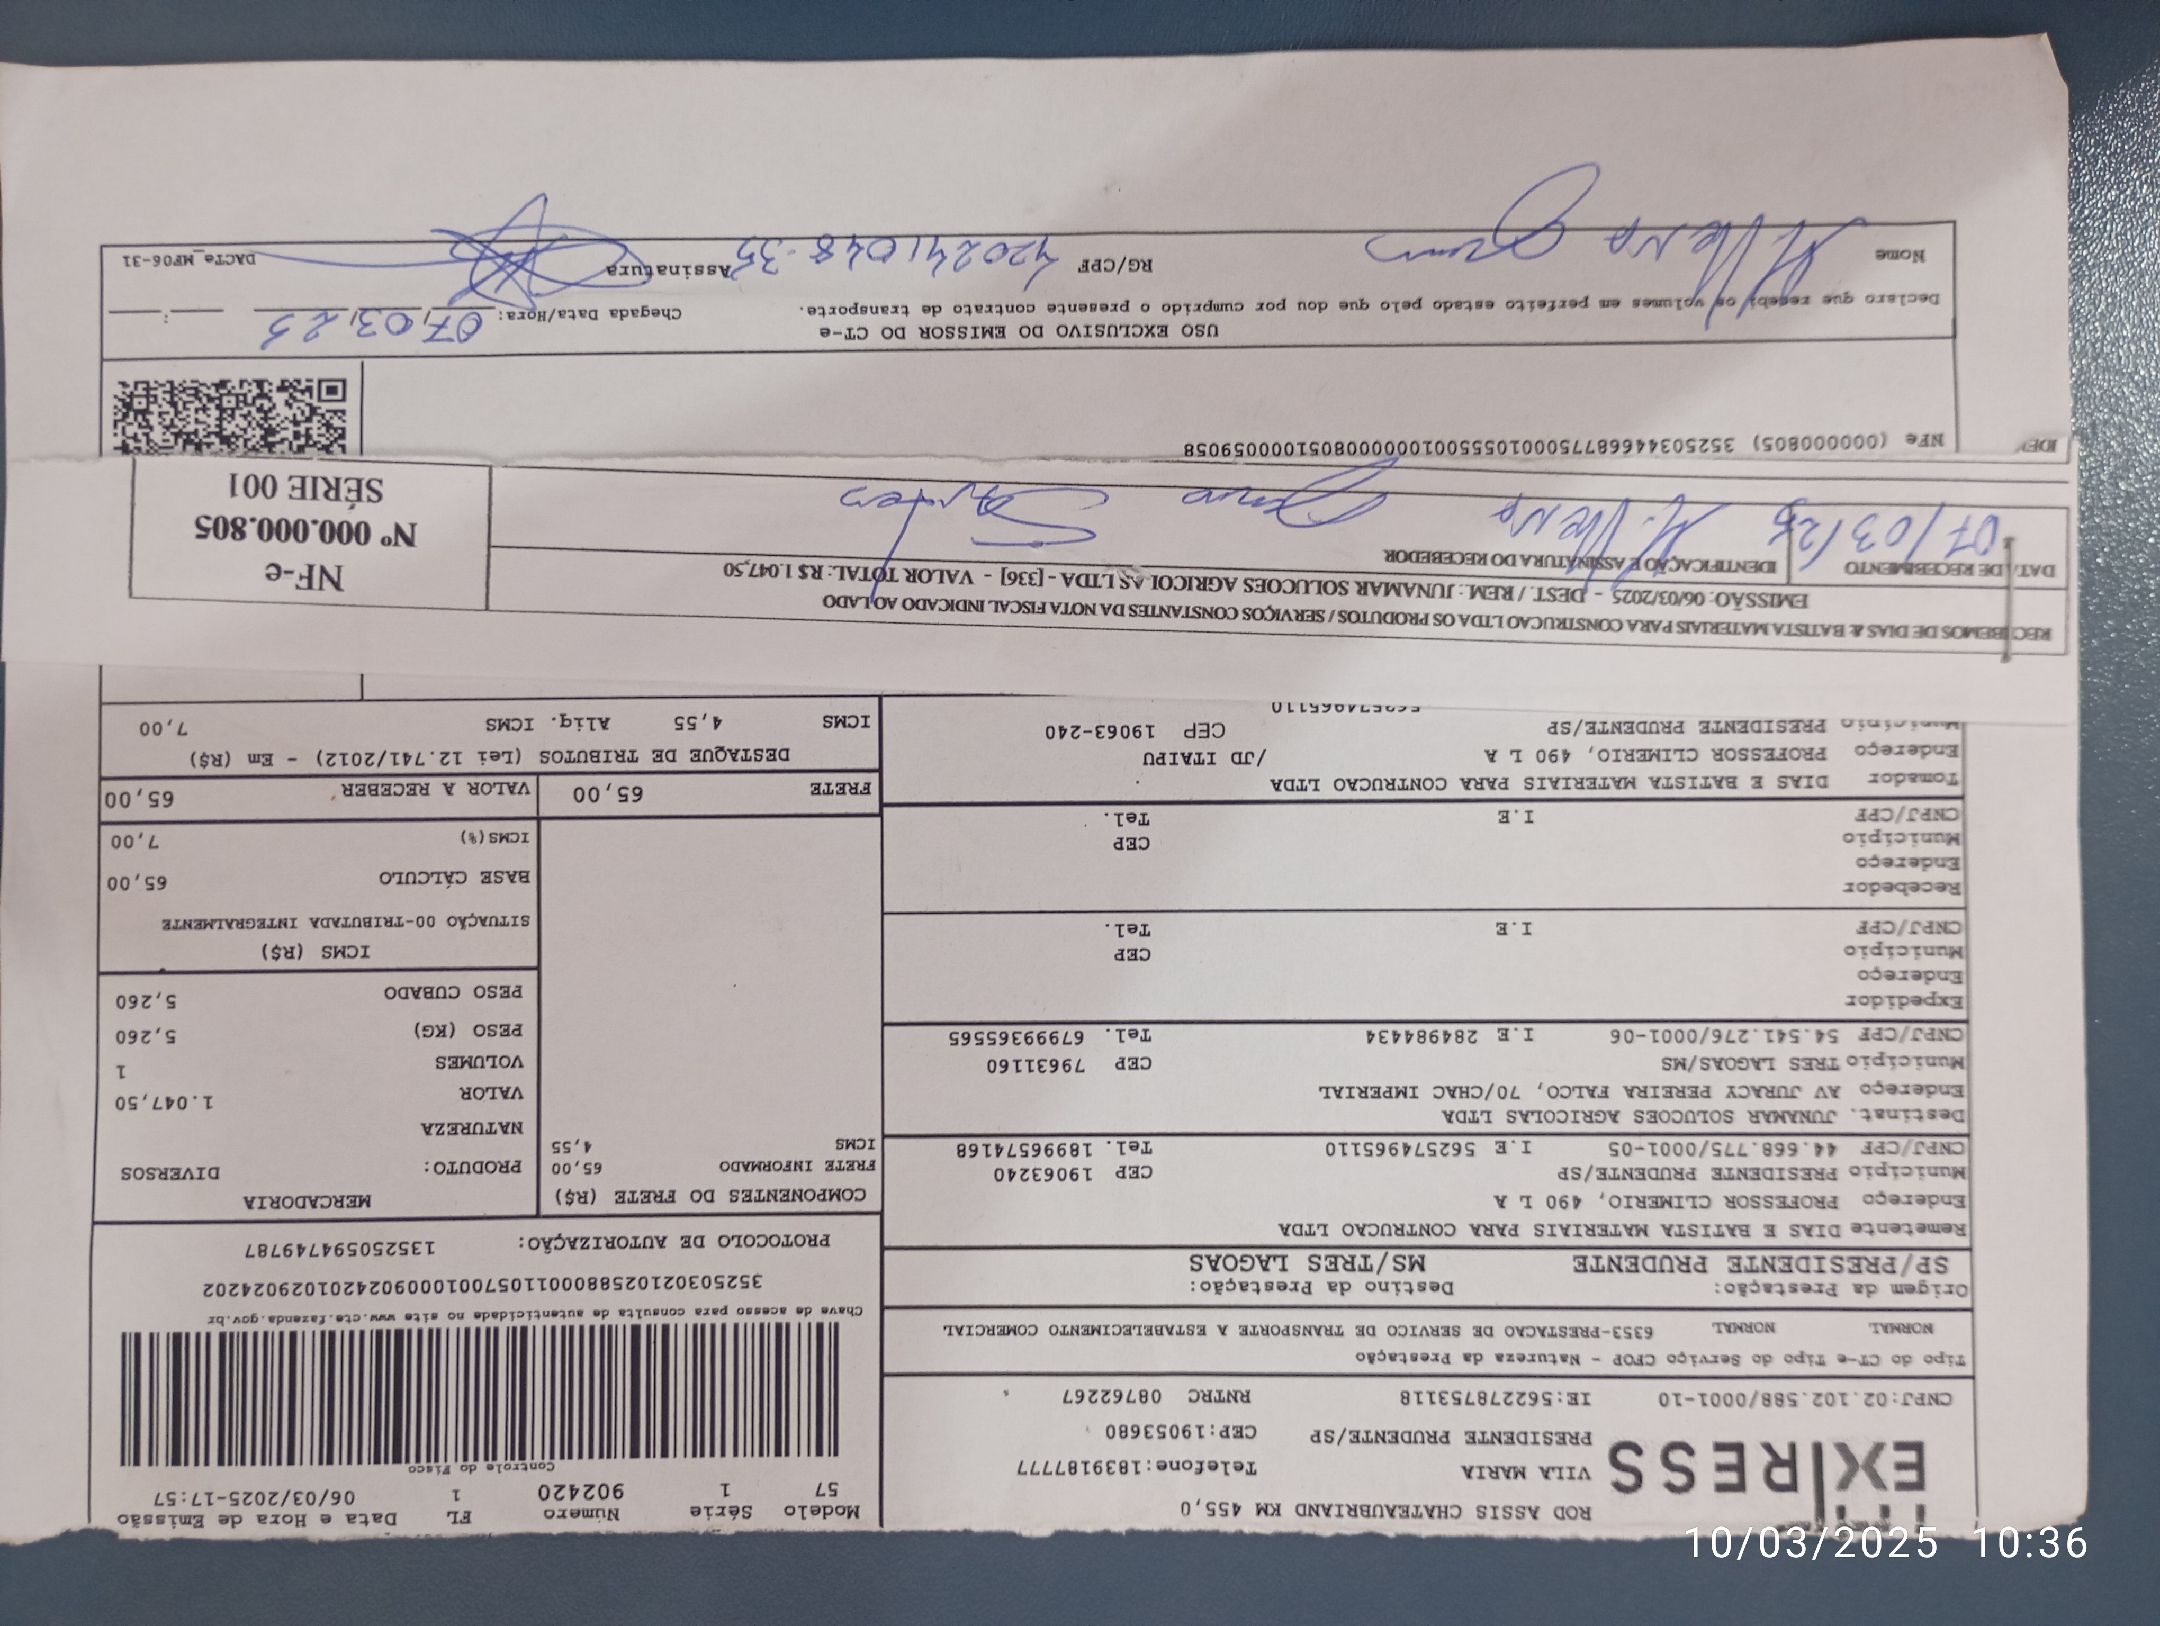 EXPRESS
ROD ASSIS CHATEAUBRIAND KM 455,0
VILA MARIA Telefone:1839187777
PRESIDENTE PRUDENTE/SP CEP:19053680
CNPJ:02.102.588/0001-10 IE:562278753118 RNTRC 08762267
Modelo Série Número FL Data e Hora de Emissão
57 1 902420 1 06/03/2025-17:57
Controle do Fisco
Chave de acesso para consulta de autenticidade no site www.cte.fazenda.gov.br
35250302102588000110570010009024201029024202
PROTOCOLO DE AUTORIZAÇÃO: 135250594749787
Tipo do CT-e Tipo do Serviço CFOP - Natureza da Prestação
NORMAL NORMAL 6353-PRESTACAO DE SERVICO DE TRANSPORTE A ESTABELECIMENTO COMERCIAL
Origem da Prestação: Destino da Prestação:
SP/PRESIDENTE PRUDENTE MS/TRES LAGOAS
Remetente DIAS E BATISTA MATERIAIS PARA CONTRUCAO LTDA
Endereço PROFESSOR CLIMERIO, 490 L A
Município PRESIDENTE PRUDENTE/SP CEP 19063240
CNPJ/CPF 44.668.775/0001-05 I.E 562574965110 Tel. 18996574168
Destinat. JUNAMAR SOLUCOES AGRICOLAS LTDA
Endereço AV JURACY PEREIRA FALCO, 70/CHAC IMPERIAL
Município TRES LAGOAS/MS CEP 79631160
CNPJ/CPF 54.541.276/0001-06 I.E 284984434 Tel. 67999365565
Expedidor
Endereço
Município CEP
CNPJ/CPF I.E Tel.
Recebedor
Endereço
Município CEP
CNPJ/CPF I.E Tel.
Tomador DIAS E BATISTA MATERIAIS PARA CONTRUCAO LTDA
Endereço PROFESSOR CLIMERIO, 490 L A /JD ITAIPU
Município PRESIDENTE PRUDENTE/SP CEP 19063-240
562574965110
COMPONENTES DO FRETE (R$)
FRETE INFORMADO 65,00
ICMS 4,55
MERCADORIA
PRODUTO: DIVERSOS
NATUREZA
VALOR 1.047,50
VOLUMES 1
PESO (KG) 5,260
PESO CUBADO 5,260
ICMS (R$)
SITUAÇÃO 00-TRIBUTADA INTEGRALMENTE
BASE CÁLCULO 65,00
ICMS(%) 7,00
FRETE 65,00 VALOR A RECEBER 65,00
DESTAQUE DE TRIBUTOS (Lei 12.741/2012) - Em (R$)
ICMS 4,55 Aliq. ICMS 7,00
RECEBEMOS DE DIAS & BATISTA MATERIAIS PARA CONSTRUCAO LTDA OS PRODUTOS / SERVIÇOS CONSTANTES DA NOTA FISCAL INDICADO AO LADO
EMISSÃO: 06/03/2025 - DEST. / REM.: JUNAMAR SOLUCOES AGRICOLAS LTDA - [336] - VALOR TOTAL: R$ 1.047,50
DATA DE RECEBIMENTO IDENTIFICAÇÃO E ASSINATURA DO RECEBEDOR
07/03/25
NF-e
Nº 000.000.805
SÉRIE 001
NFe (00000805) 35250344668775000105550010000008051000059058
USO EXCLUSIVO DO EMISSOR DO CT-e
Declaro que recebi os volumes em perfeito estado pelo que dou por cumprido o presente contrato de transporte.
Chegada Data/Hora: 07/03/25 __:__
Nome RG/CPF Assinatura
DACTe MF06-31
10/03/2025 10:36